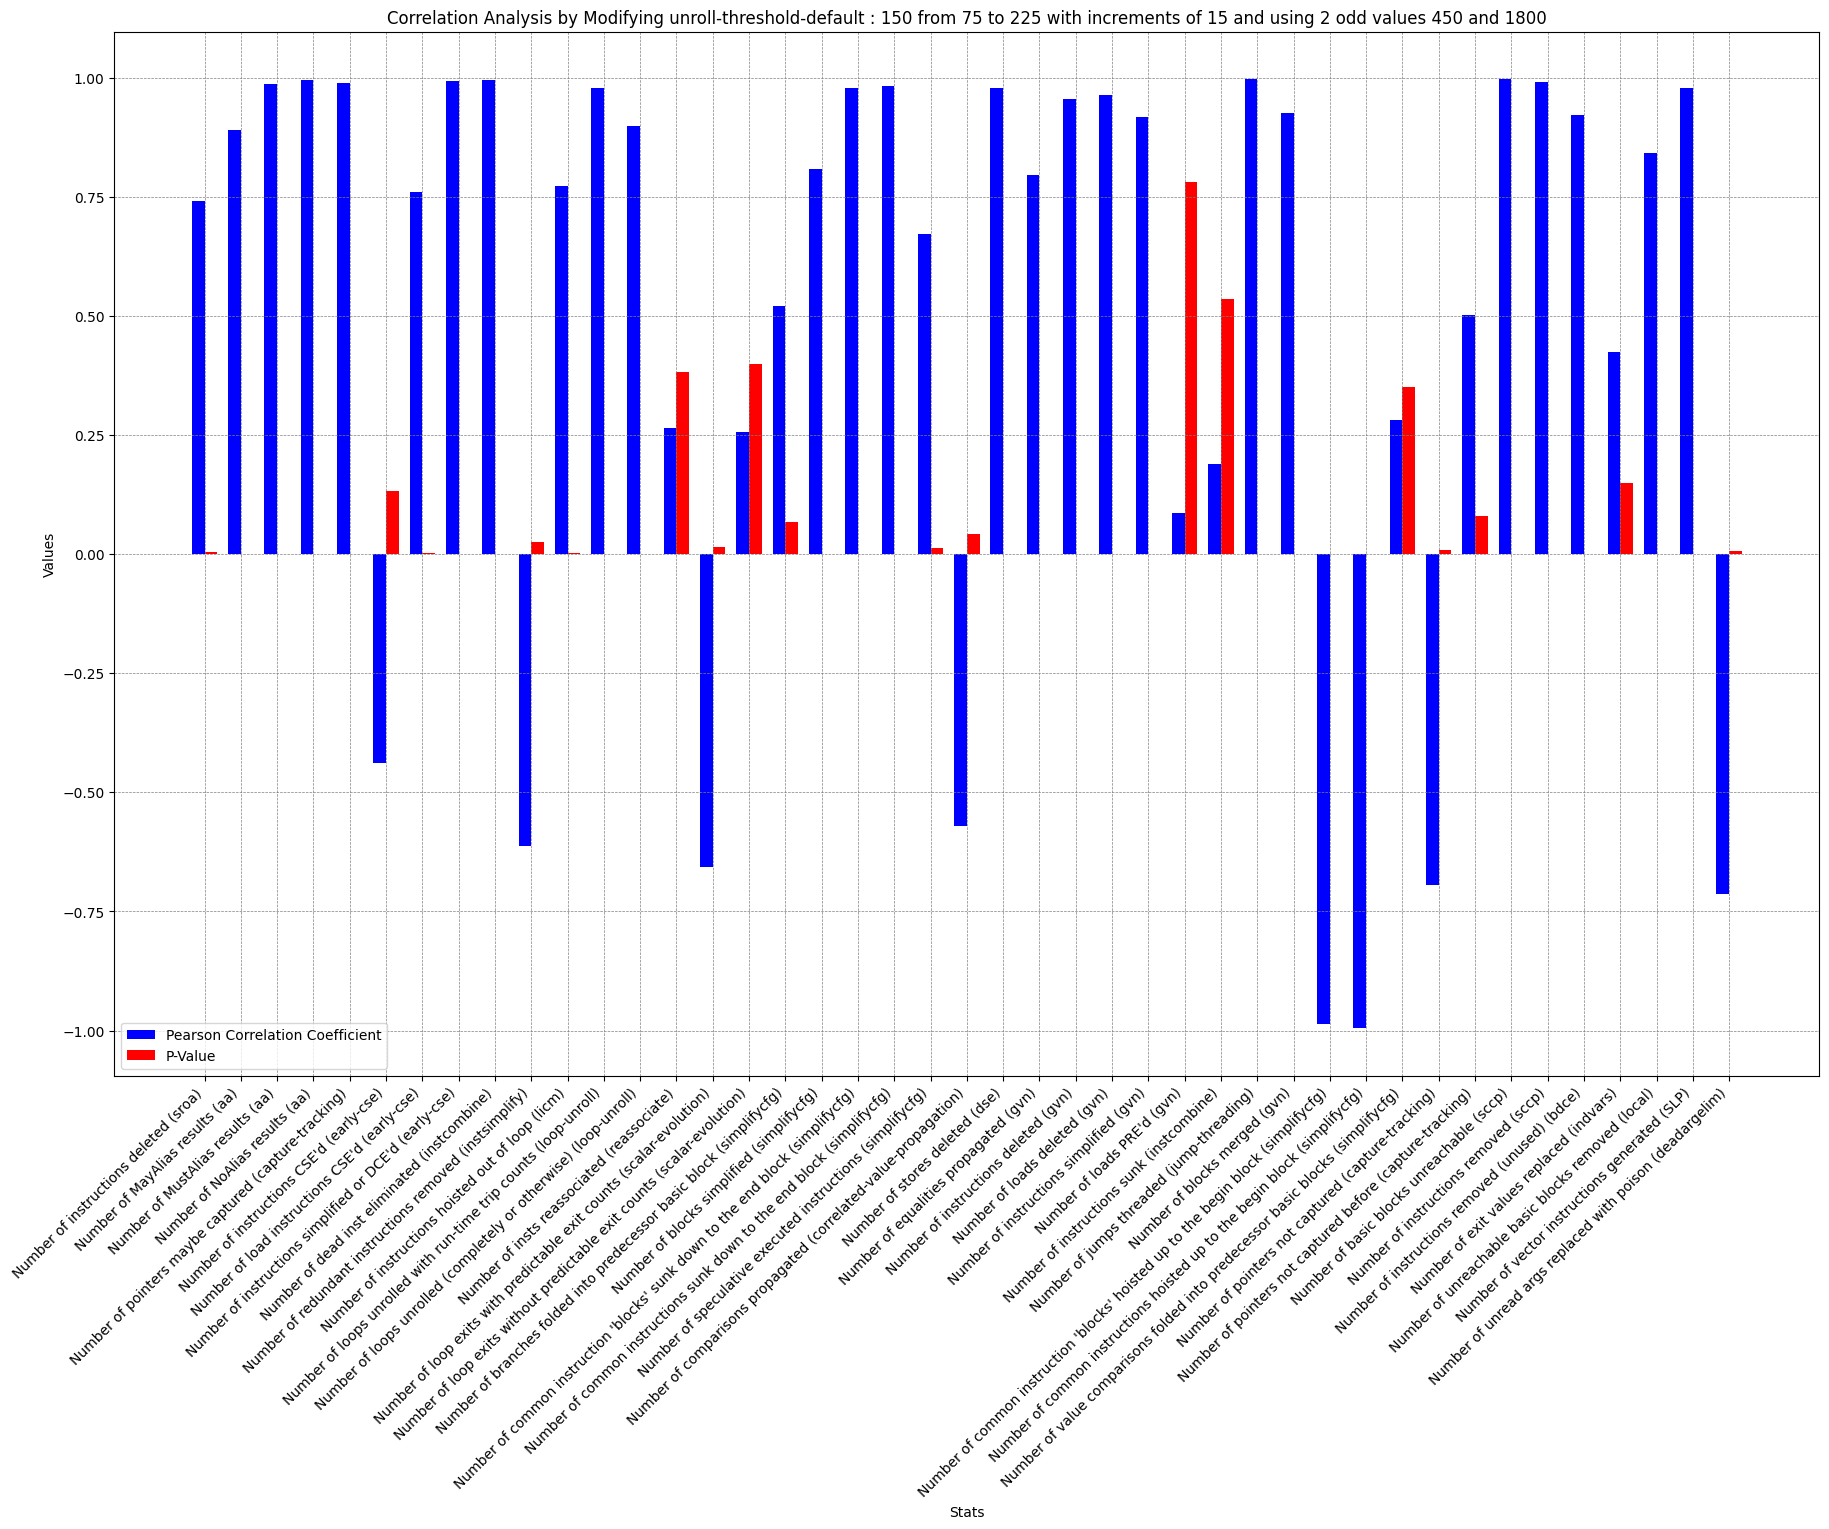 Correlation Analysis by Modifying unroll-threshold-default : 150 from 75 to 225 with increments of 15 and using 2 odd values 450 and 1800
Values
1.00
0.75
0.50
0.25
0.00
−0.25
−0.50
−0.75
−1.00
Pearson Correlation Coefficient
P-Value
Number of instructions deleted (sroa)
Number of MayAlias results (aa)
Number of MustAlias results (aa)
Number of NoAlias results (aa)
Number of pointers maybe captured (capture-tracking)
Number of instructions CSE'd (early-cse)
Number of load instructions CSE'd (early-cse)
Number of instructions simplified or DCE'd (early-cse)
Number of dead inst eliminated (instcombine)
Number of redundant instructions removed (instsimplify)
Number of instructions hoisted out of loop (licm)
Number of loops unrolled with run-time trip counts (loop-unroll)
Number of loops unrolled (completely or otherwise) (loop-unroll)
Number of insts reassociated (reassociate)
Number of loop exits with predictable exit counts (scalar-evolution)
Number of loop exits without predictable exit counts (scalar-evolution)
Number of branches folded into predecessor basic block (simplifycfg)
Number of blocks simplified (simplifycfg)
Number of common instruction 'blocks' sunk down to the end block (simplifycfg)
Number of common instructions sunk down to the end block (simplifycfg)
Number of speculative executed instructions (simplifycfg)
Number of comparisons propagated (correlated-value-propagation)
Number of stores deleted (dse)
Number of equalities propagated (gvn)
Number of instructions deleted (gvn)
Number of loads deleted (gvn)
Number of instructions simplified (gvn)
Number of loads PRE'd (gvn)
Number of instructions sunk (instcombine)
Number of jumps threaded (jump-threading)
Number of blocks merged (gvn)
Number of common instruction 'blocks' hoisted up to the begin block (simplifycfg)
Number of common instructions hoisted up to the begin block (simplifycfg)
Number of value comparisons folded into predecessor basic blocks (simplifycfg)
Number of pointers not captured (capture-tracking)
Number of pointers not captured before (capture-tracking)
Number of basic blocks unreachable (sccp)
Number of instructions removed (sccp)
Number of instructions removed (unused) (bdce)
Number of exit values replaced (indvars)
Number of unreachable basic blocks removed (local)
Number of vector instructions generated (SLP)
Number of unread args replaced with poison (deadargelim)
Stats